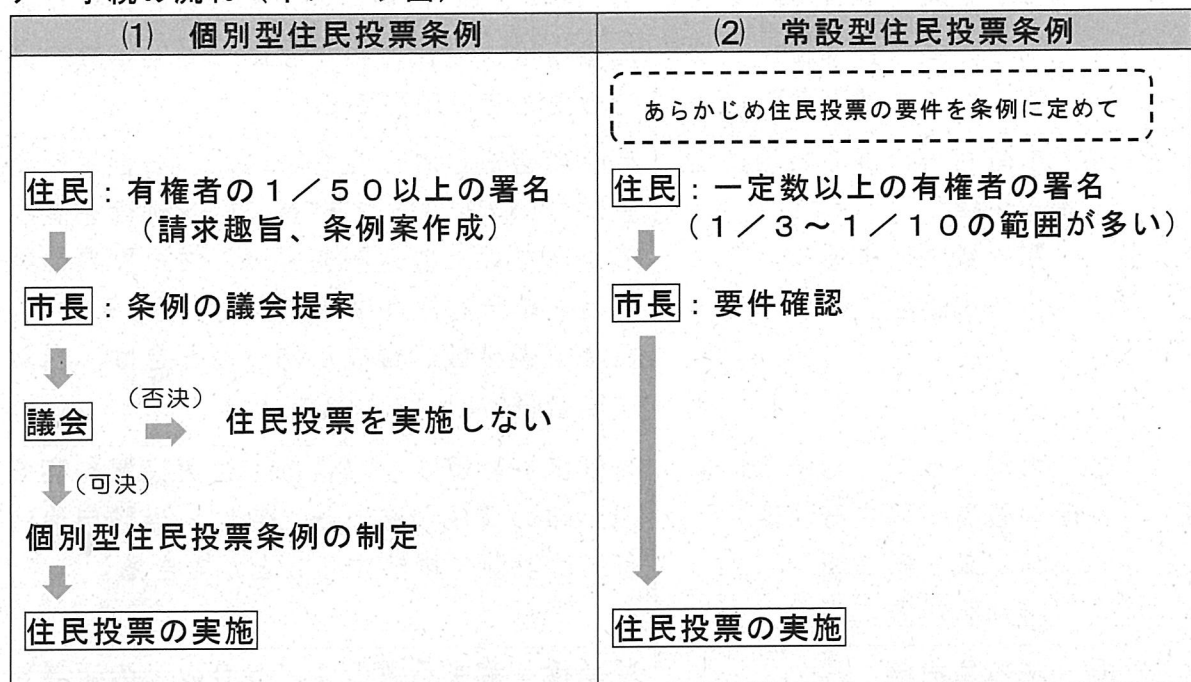 (1) 個別型住民投票条例
住民：有権者の1／50以上の署名
（請求趣旨、条例案作成）
市長：条例の議会提案
議会
（否決）
住民投票を実施しない
（可決）
個別型住民投票条例の制定
住民投票の実施
(2) 常設型住民投票条例
あらかじめ住民投票の要件を条例に定めて
住民：一定数以上の有権者の署名
（1／3～1／10の範囲が多い）
市長：要件確認
住民投票の実施